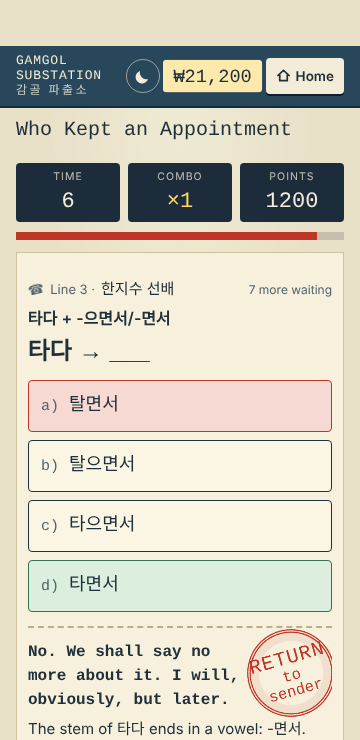 GAMGOL
SUBSTATION
감골 파출소
₩21,200
Home
Who Kept an Appointment
TIME
6
COMBO
×1
POINTS
1200
☎ Line 3 · 한지수 선배
7 more waiting
타다 + -으면서/-면서
타다 → ___
a) 탈면서
b) 탈으면서
c) 타으면서
d) 타면서
No. We shall say no
more about it. I will,
obviously, but later.
RETURN
to
sender
The stem of 타다 ends in a vowel: -면서.